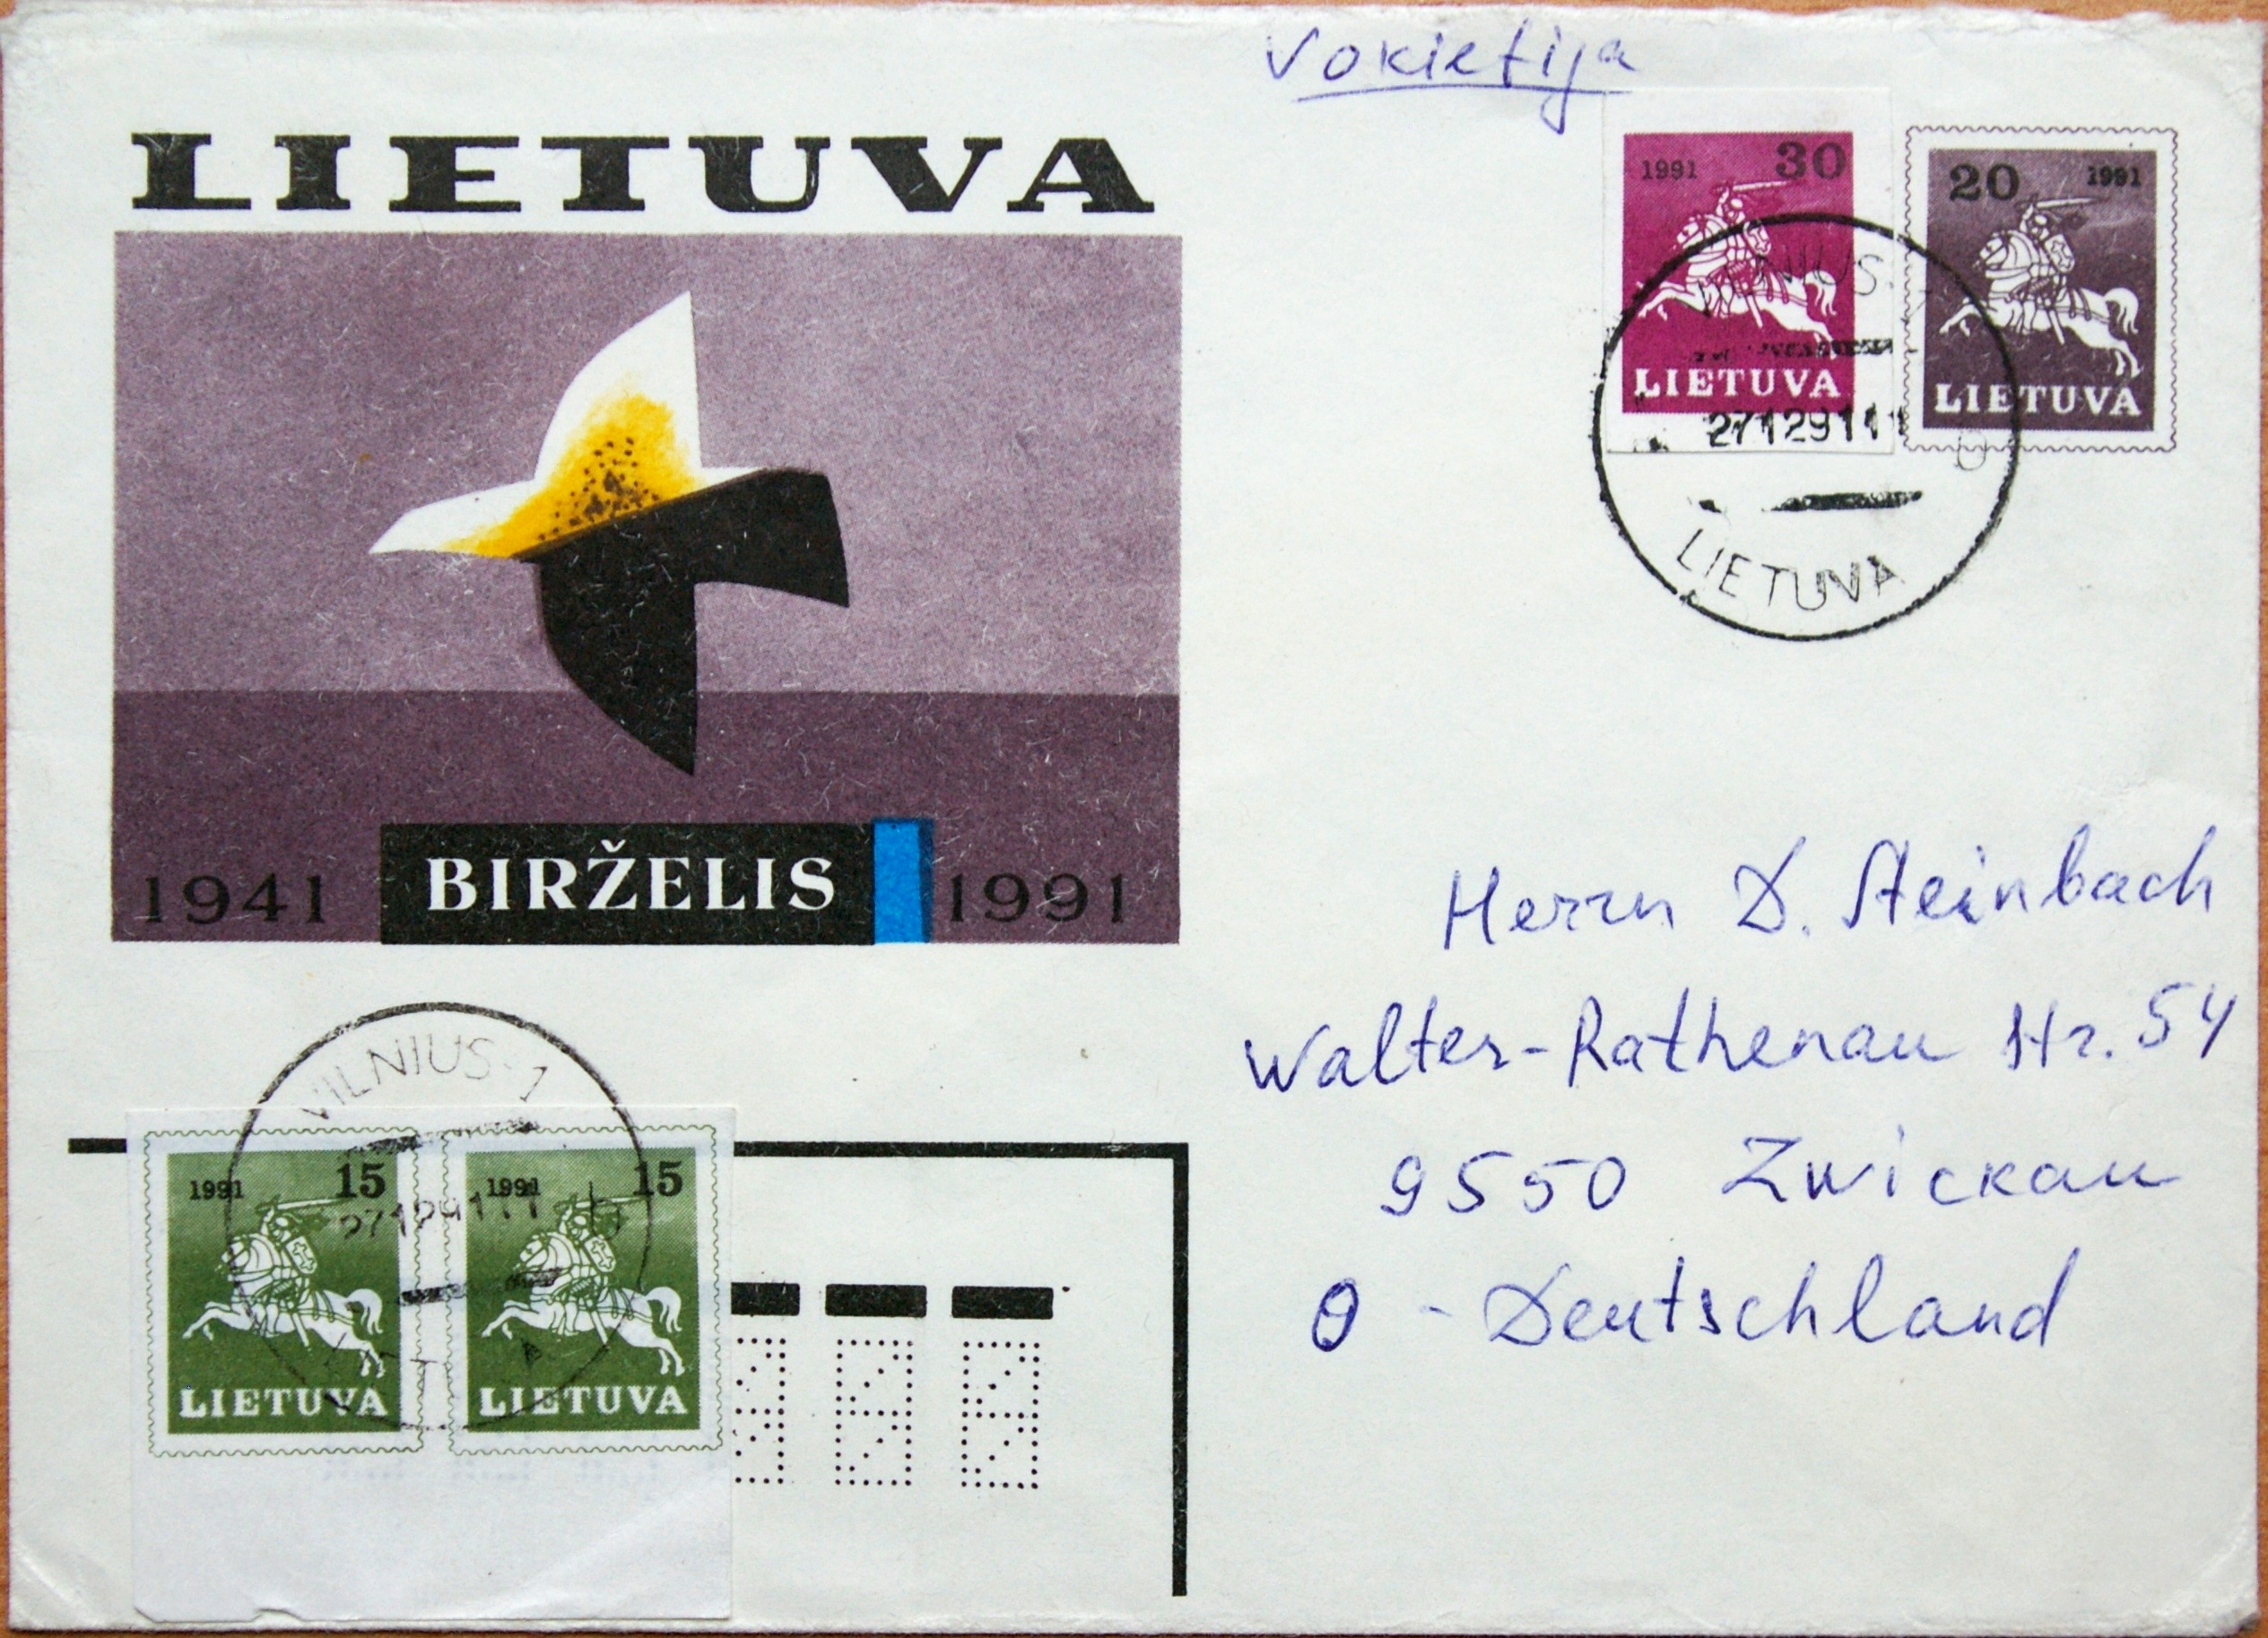 Vokietija
LIETUVA
1991 30
LIETUVA
20 1991
LIETUVA
27129111
LIETUVA
1941 BIRŽELIS 1991
Herrn D. Steinbach
Walter-Rathenau Str. 54
9550 Zwickau
O - Deutschland
VILNIUS-1
1991 15
LIETUVA
1991 15
LIETUVA